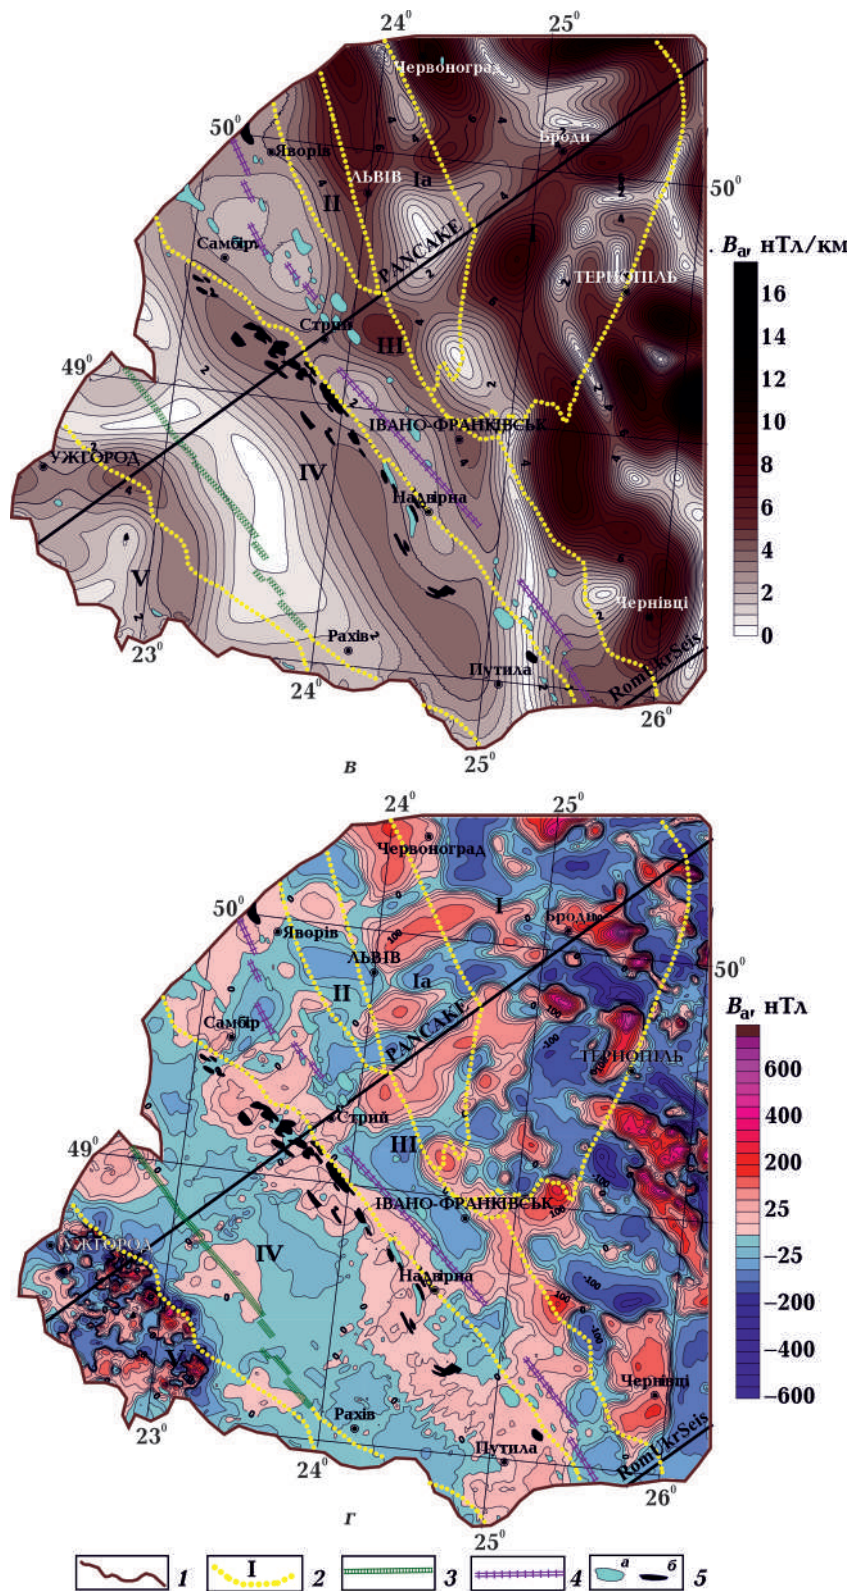 24⁰
25⁰
Червоноград
50⁰
Яворів
Броди
ЛЬВІВ
Iа
50⁰
II
I
Самбір
PANCAKE
Bа, нТл/км
ТЕРНОПІЛЬ
16
14
12
10
8
6
4
2
0
Стрий
III
49⁰
ІВАНО-ФРАНКІВСЬК
УЖГОРОД
IV
Надвірна
V
Чернівці
Рахів
23⁰
Путила
RomUkrSeis
24⁰
26⁰
25⁰
в
24⁰
25⁰
Червоноград
50⁰
I
Броди
Яворів
ЛЬВІВ
Iа
50⁰
II
Самбір
PANCAKE
Bа, нТл
ТЕРНОПІЛЬ
600
400
200
25
−25
−200
−400
−600
Стрий
III
49⁰
ІВАНО-ФРАНКІВСЬК
УЖГОРОД
IV
Надвірна
V
Чернівці
Рахів
23⁰
Путила
RomUkrSeis
24⁰
26⁰
25⁰
г
1
I
2
3
4
а
б
5